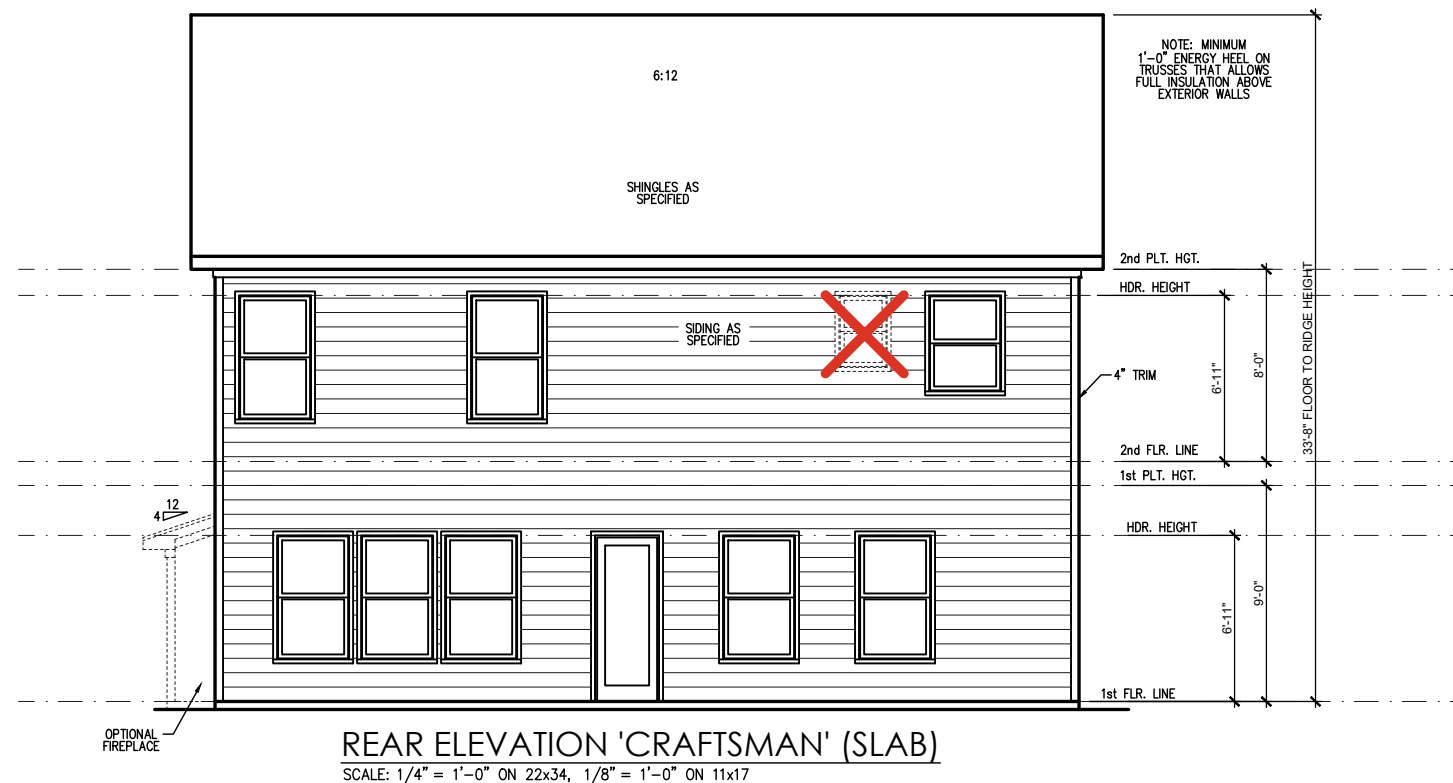 NOTE: MINIMUM
1'-0" ENERGY HEEL ON
TRUSSES THAT ALLOWS
FULL INSULATION ABOVE
EXTERIOR WALLS
6:12
SHINGLES AS
SPECIFIED
2nd PLT. HGT.
HDR. HEIGHT
SIDING AS
SPECIFIED
4" TRIM
6'-11"
8'-0"
33'-8" FLOOR TO RIDGE HEIGHT
2nd FLR. LINE
1st PLT. HGT.
12
4
HDR. HEIGHT
6'-11"
9'-0"
1st FLR. LINE
OPTIONAL
FIREPLACE
REAR ELEVATION 'CRAFTSMAN' (SLAB)
SCALE: 1/4" = 1'-0" ON 22x34, 1/8" = 1'-0" ON 11x17